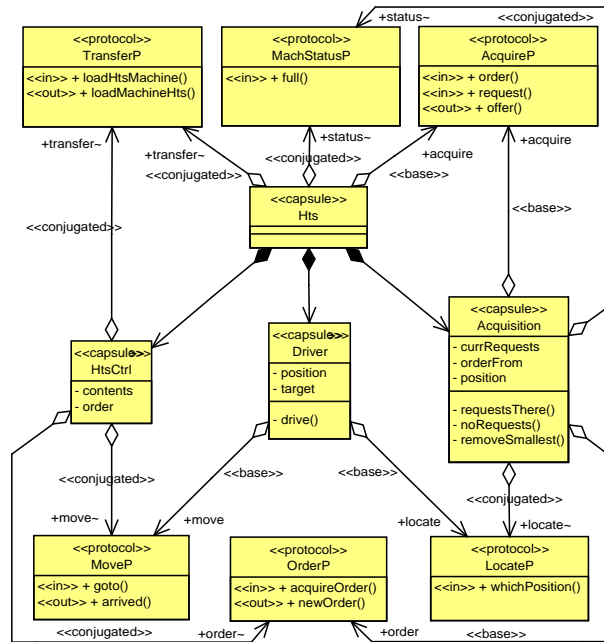 <<conjugated>>
+status~
<<protocol>>
TransferP
<<in>> + loadHtsMachine()
<<out>> + loadMachineHts()
<<protocol>>
MachStatusP
<<in>> + full()
<<protocol>>
AcquireP
<<in>> + order()
<<in>> + request()
<<out>> + offer()
+transfer~
+transfer~
<<conjugated>>
+status~
<<conjugated>>
+acquire
<<base>>
<<capsule>>
Hts
<<conjugated>>
<<base>>
<<capsule>>
HtsCtrl
- contents
- order
<<capsule>>
Driver
- position
- target
- drive()
<<capsule>>
Acquisition
- currRequests
- orderFrom
- position
- requestsThere()
- noRequests()
- removeSmallest()
<<conjugated>>
<<base>>
<<base>>
<<conjugated>>
+move~
+move
+locate
+locate~
<<protocol>>
MoveP
<<in>> + goto()
<<out>> + arrived()
<<protocol>>
OrderP
<<in>> + acquireOrder()
<<out>> + newOrder()
<<protocol>>
LocateP
<<in>> + whichPosition()
<<conjugated>>
+order~
+order
<<base>>